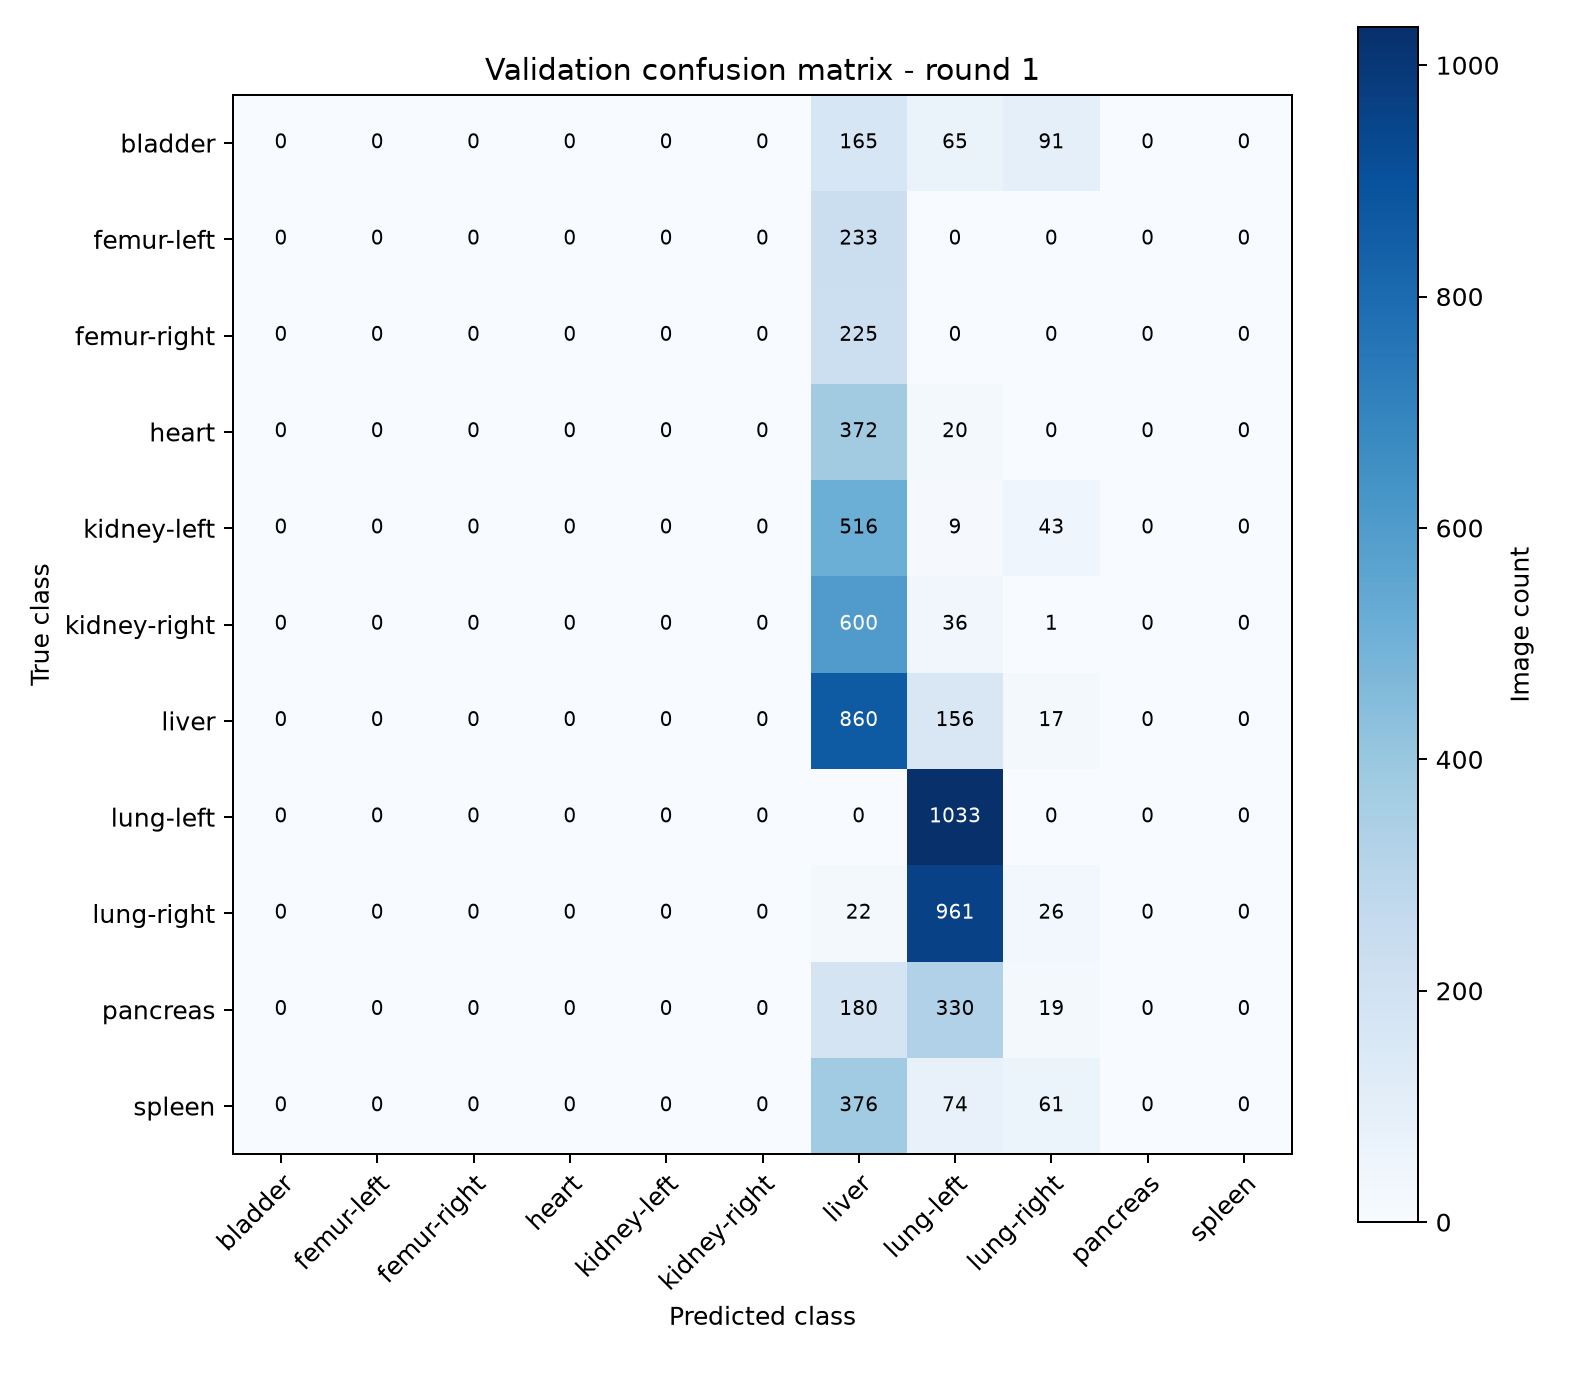 Validation confusion matrix - round 1
bladder 0 0 0 0 0 0 165 65 91 0 0
femur-left 0 0 0 0 0 0 233 0 0 0 0
femur-right 0 0 0 0 0 0 225 0 0 0 0
heart 0 0 0 0 0 0 372 20 0 0 0
kidney-left 0 0 0 0 0 0 516 9 43 0 0
kidney-right 0 0 0 0 0 0 600 36 1 0 0
liver 0 0 0 0 0 0 860 156 17 0 0
lung-left 0 0 0 0 0 0 0 1033 0 0 0
lung-right 0 0 0 0 0 0 22 961 26 0 0
pancreas 0 0 0 0 0 0 180 330 19 0 0
spleen 0 0 0 0 0 0 376 74 61 0 0
bladder femur-left femur-right heart kidney-left kidney-right liver lung-left lung-right pancreas spleen
Predicted class
True class
1000
800
600
400
200
0
Image count